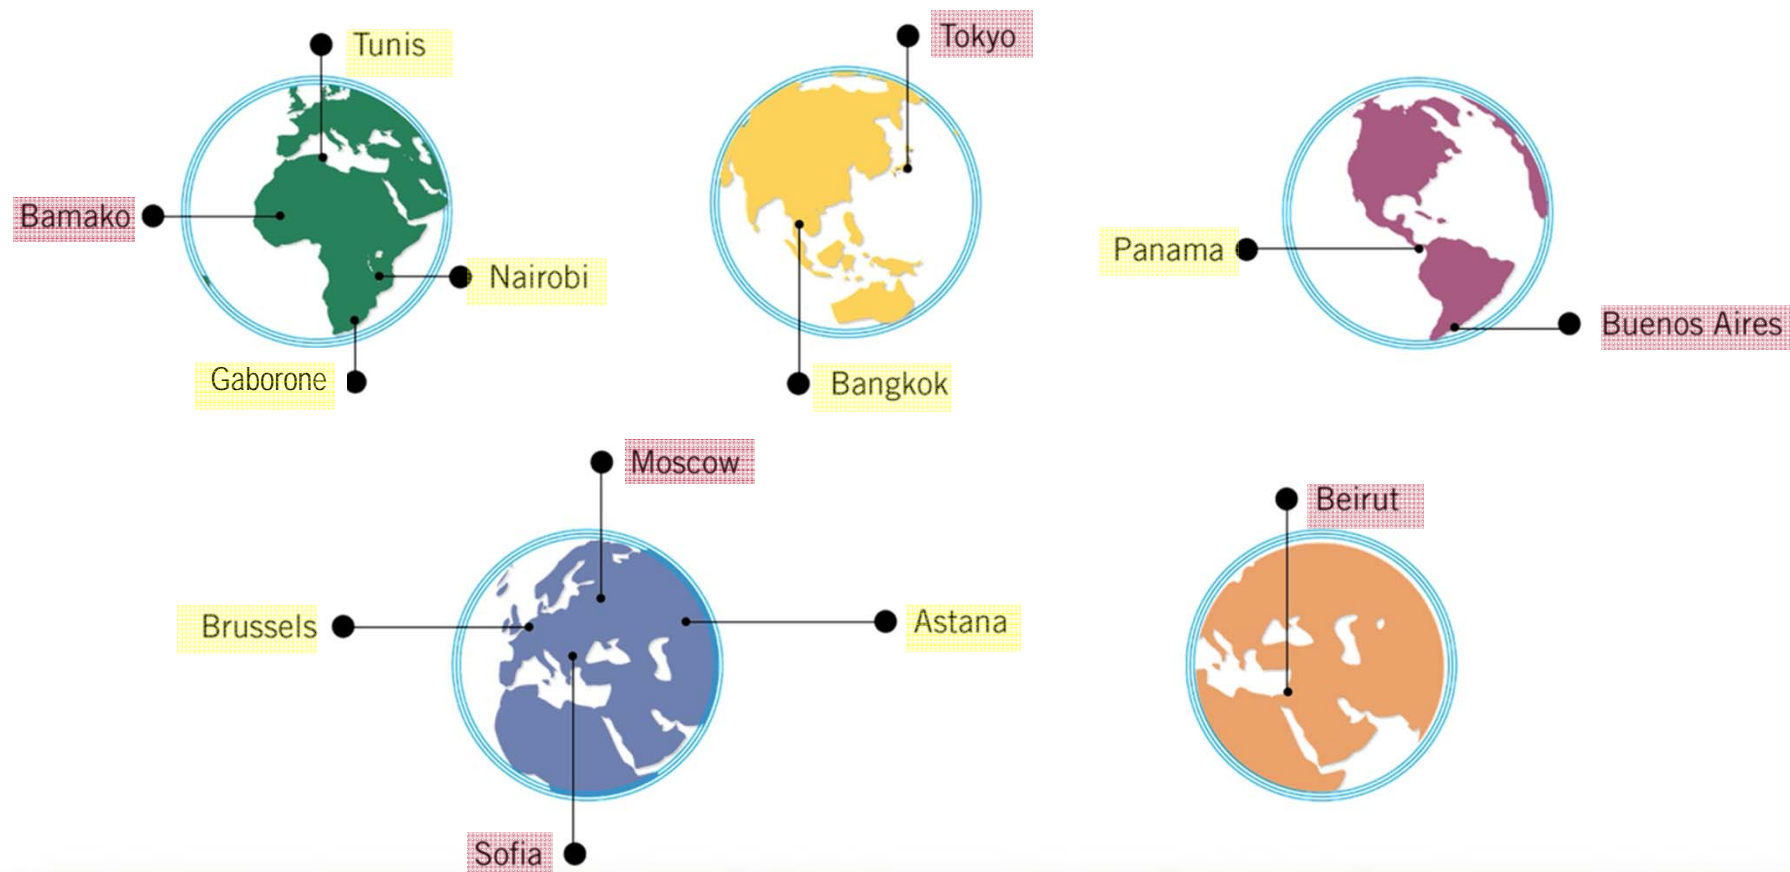 Tunis
Tokyo
Bamako
Nairobi
Panama
Buenos Aires
Gaborone
Bangkok
Moscow
Beirut
Brussels
Astana
Sofia